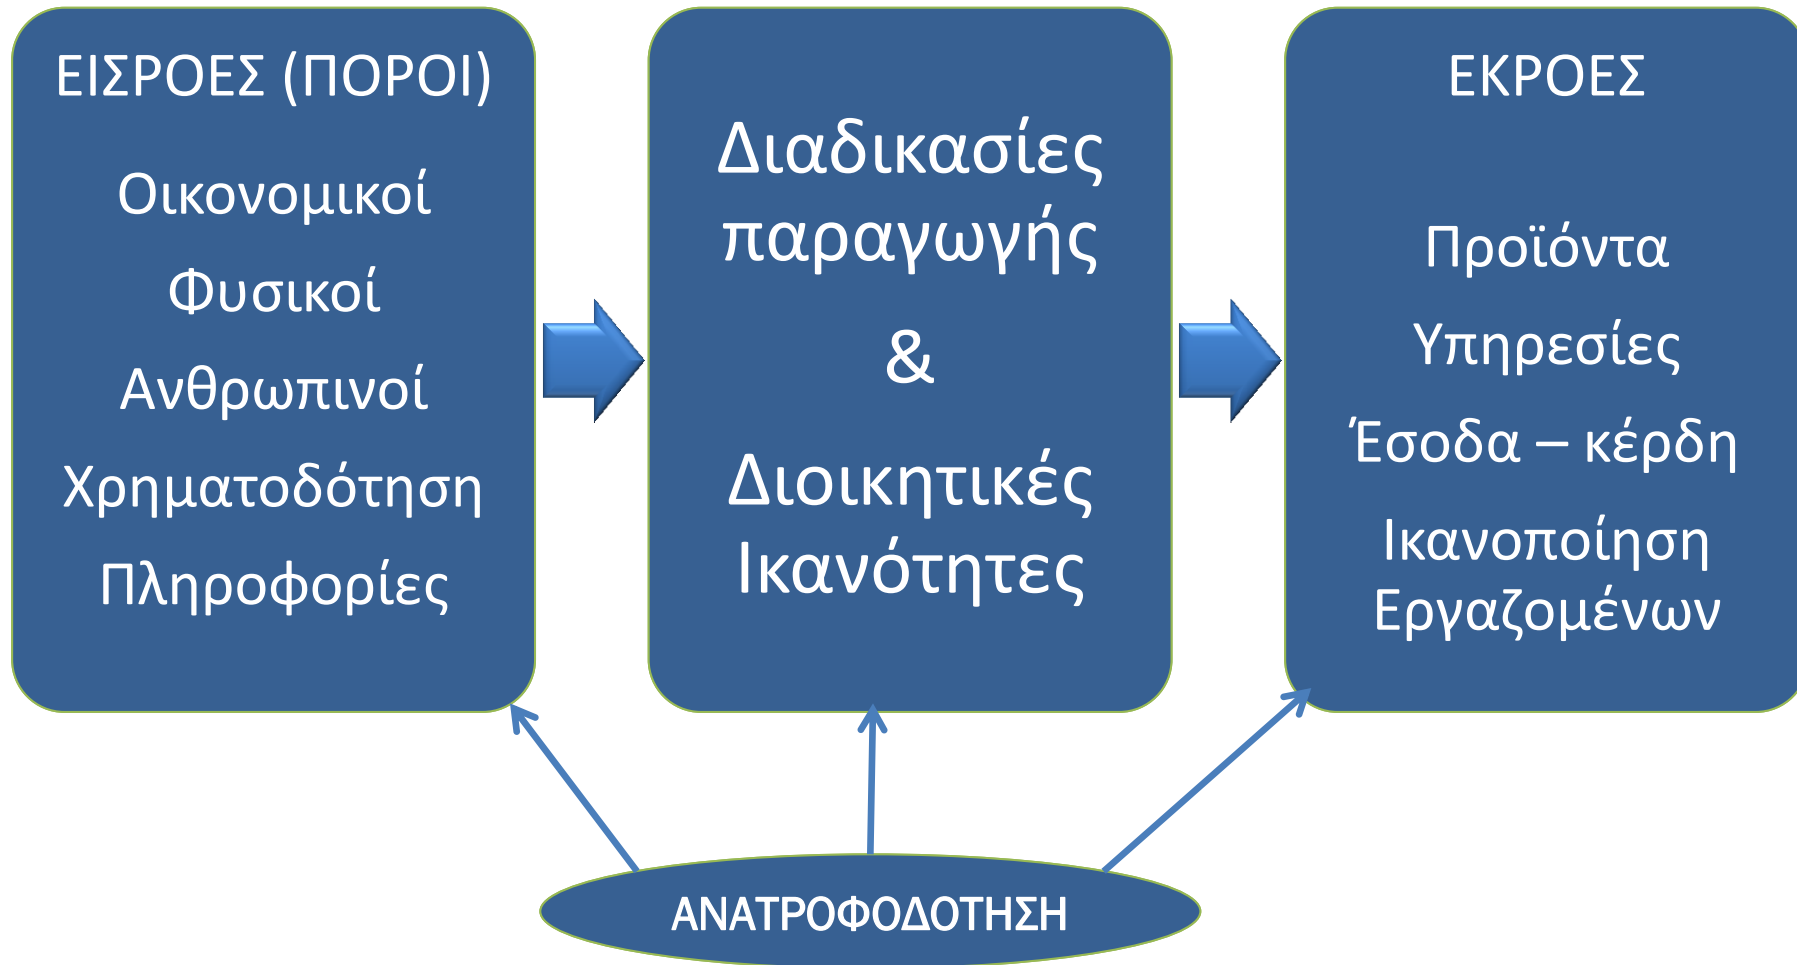 ΕΙΣΡΟΕΣ (ΠΟΡΟΙ)
Οικονομικοί
Φυσικοί
Ανθρωπινοί
Χρηματοδότηση
Πληροφορίες
Διαδικασίες
παραγωγής
&
Διοικητικές
Ικανότητες
ΕΚΡΟΕΣ
Προϊόντα
Υπηρεσίες
Έσοδα – κέρδη
Ικανοποίηση
Εργαζομένων
ΑΝΑΤΡΟΦΟΔΟΤΗΣΗ